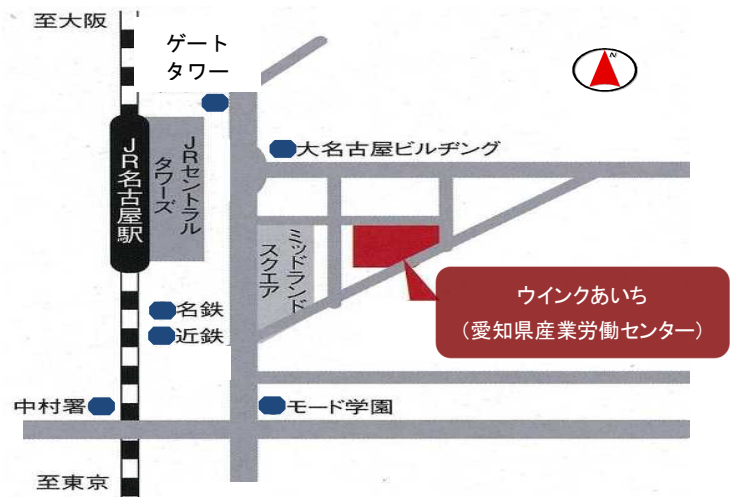 至大阪
ゲート
タワー
N
大名古屋ビルヂング
JR名古屋駅
JRセントラル
タワーズ
ミッドランド
スクエア
ウインクあいち
（愛知県産業労働センター）
名鉄
近鉄
中村署
モード学園
至東京